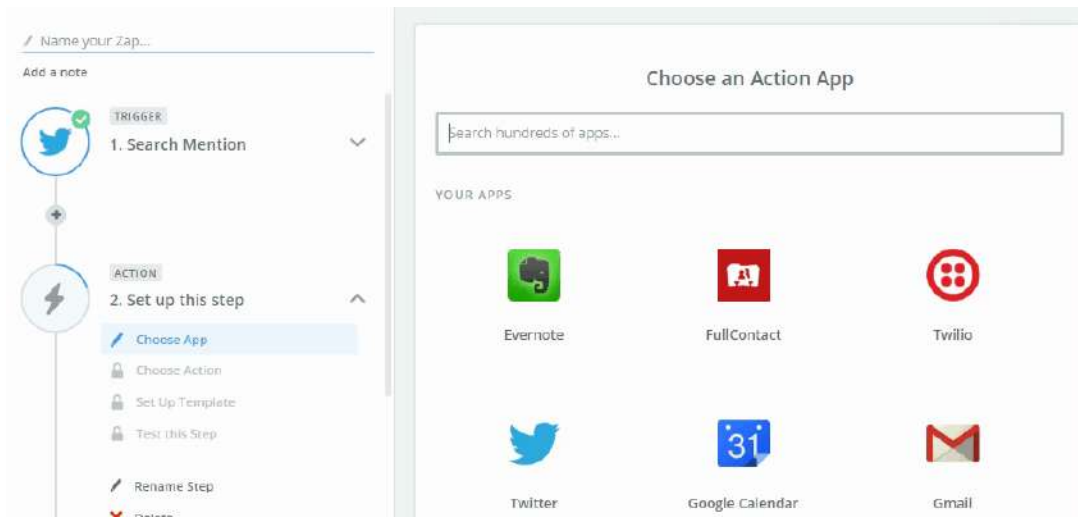 Name your Zap...
Add a note
TRIGGER
1. Search Mention
ACTION
2. Set up this step
Choose App
Choose Action
Set Up Template
Test this Step
Rename Step
Delete
Choose an Action App
Search hundreds of apps...
YOUR APPS
Evernote
FullContact
Twilio
31
Twitter
Google Calendar
Gmail